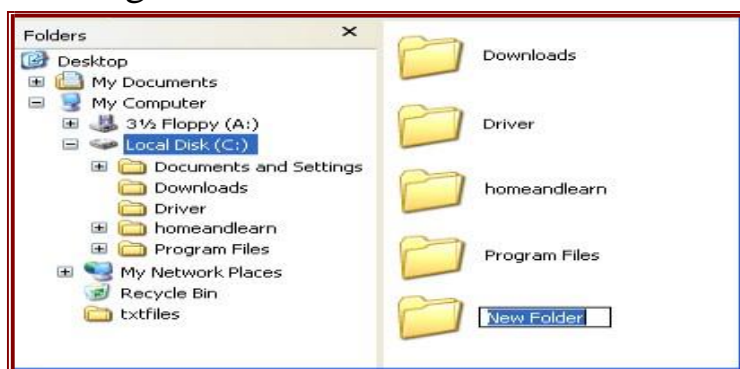 Folders
Desktop
My Documents
My Computer
3½ Floppy (A:)
Local Disk (C:)
Documents and Settings
Downloads
Driver
homeandlearn
Program Files
My Network Places
Recycle Bin
txtfiles
Downloads
Driver
homeandlearn
Program Files
New Folder